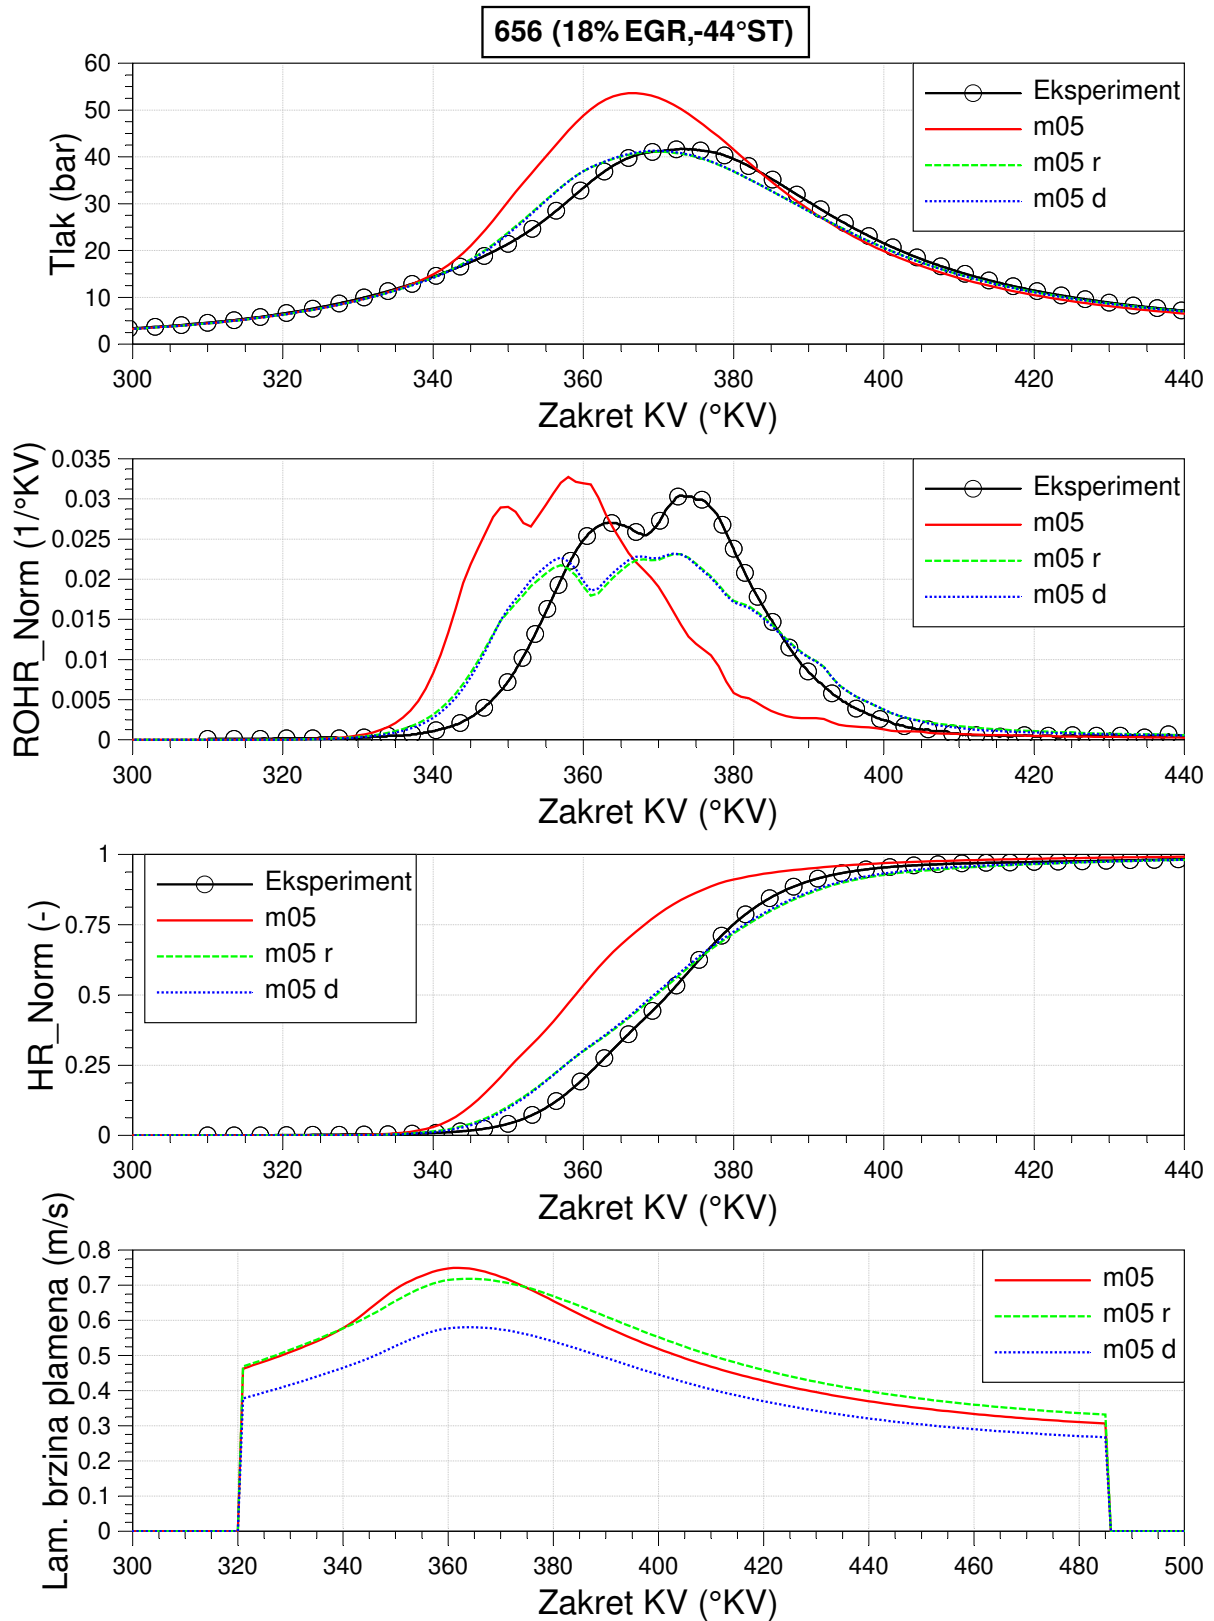 656 (18% EGR,-44°ST)
Tlak (bar)
60
50
40
30
20
10
0
Eksperiment
m05
m05 r
m05 d
300 320 340 360 380 400 420 440
Zakret KV (°KV)
ROHR_Norm (1/°KV)
0.035
0.03
0.025
0.02
0.015
0.01
0.005
0
Eksperiment
m05
m05 r
m05 d
300 320 340 360 380 400 420 440
Zakret KV (°KV)
HR_Norm (-)
1
0.75
0.5
0.25
0
Eksperiment
m05
m05 r
m05 d
300 320 340 360 380 400 420 440
Zakret KV (°KV)
Lam. brzina plamena (m/s)
0.8
0.7
0.6
0.5
0.4
0.3
0.2
0.1
0
m05
m05 r
m05 d
300 320 340 360 380 400 420 440 460 480 500
Zakret KV (°KV)